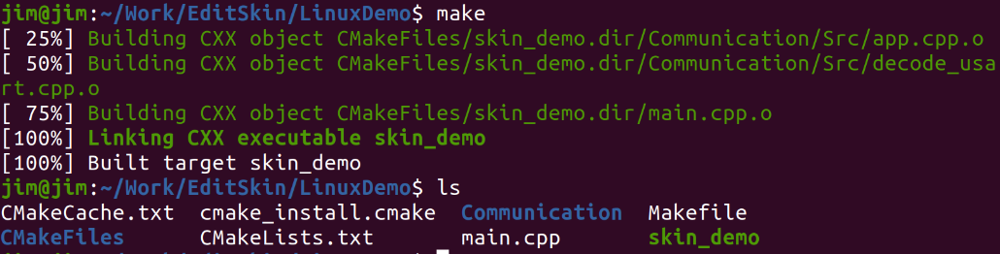 jim@jim:~/Work/EditSkin/LinuxDemo$ make
[ 25%] Building CXX object CMakeFiles/skin_demo.dir/Communication/Src/app.cpp.o
[ 50%] Building CXX object CMakeFiles/skin_demo.dir/Communication/Src/decode_usa
rt.cpp.o
[ 75%] Building CXX object CMakeFiles/skin_demo.dir/main.cpp.o
[100%] Linking CXX executable skin_demo
[100%] Built target skin_demo
jim@jim:~/Work/EditSkin/LinuxDemo$ ls
CMakeCache.txt  cmake_install.cmake  Communication  Makefile
CMakeFiles      CMakeLists.txt       main.cpp       skin_demo